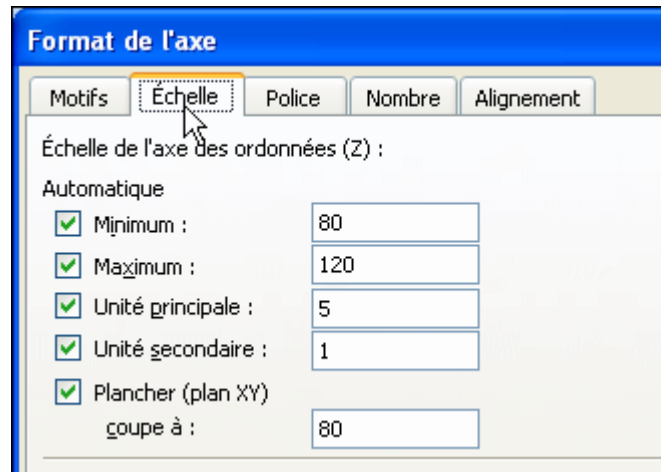 Format de l'axe
Motifs Échelle Police Nombre Alignement
Échelle de l'axe des ordonnées (Z) :
Automatique
Minimum : 80
Maximum : 120
Unité principale : 5
Unité secondaire : 1
Plancher (plan XY)
coupe à : 80